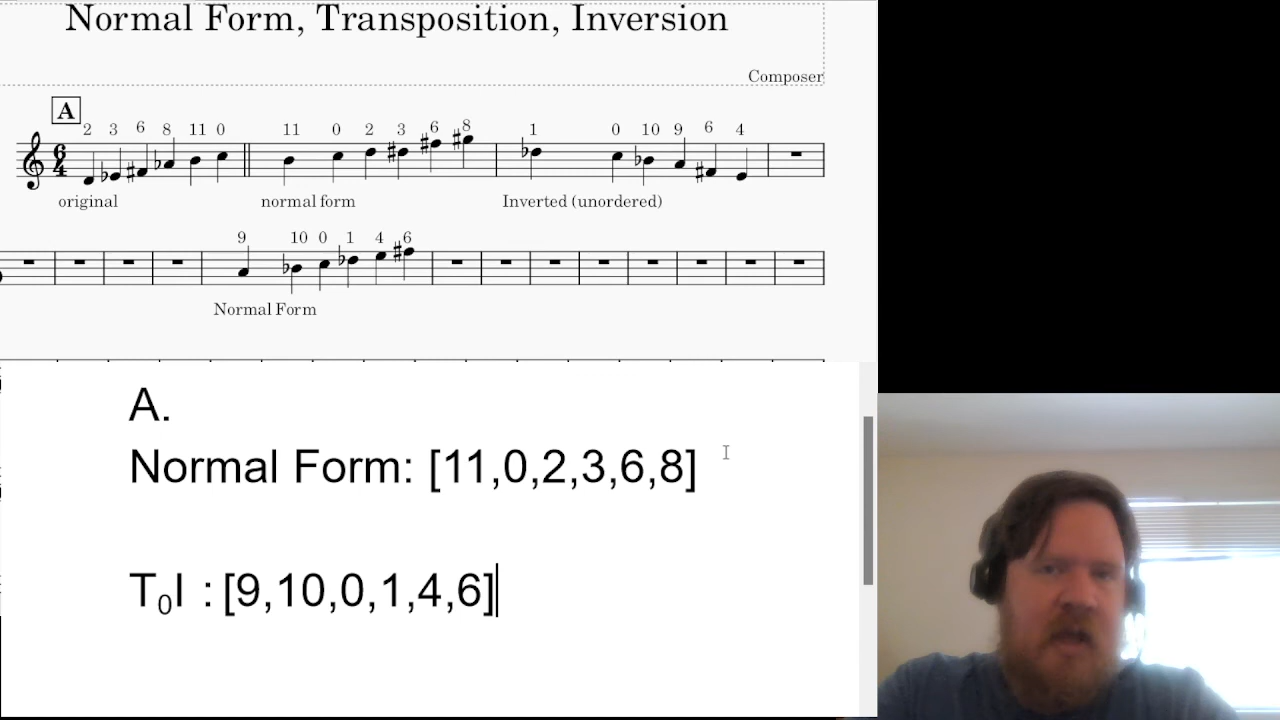 Normal Form, Transposition, Inversion
Composer
A
2 3 6 8 11 0 11 0 2 3 6 8 1 0 10 9 6 4
6 4
original normal form Inverted (unordered)
9 10 0 1 4 6
Normal Form
A.
Normal Form: [11,0,2,3,6,8]
T₀I : [9,10,0,1,4,6]